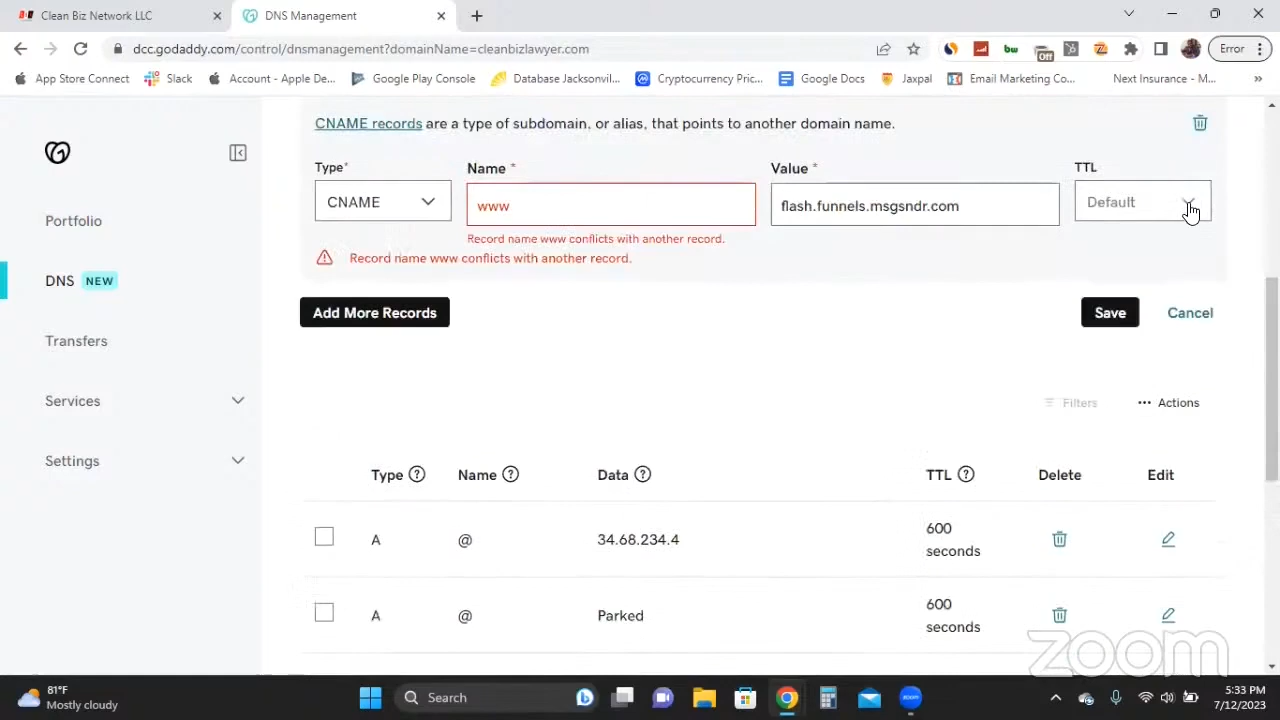 Clean Biz Network LLC
DNS Management
dcc.godaddy.com/control/dnsmanagement?domainName=cleanbizlawyer.com
bw
Off
Error
App Store Connect
Slack
Account - Apple De...
Google Play Console
Database Jacksonvil...
Cryptocurrency Pric...
Google Docs
Jaxpal
Email Marketing Co...
Next Insurance - M...
»
CNAME records are a type of subdomain, or alias, that points to another domain name.
Type* Name * Value * TTL
CNAME www flash.funnels.msgsndr.com Default
Record name www conflicts with another record.
Record name www conflicts with another record.
Portfolio
DNS NEW
Transfers
Services
Settings
Add More Records
Save Cancel
Filters ••• Actions
Type ? Name ? Data ? TTL ? Delete Edit
A @ 34.68.234.4 600 seconds
A @ Parked 600 seconds
zoom
81°F
Mostly cloudy
Search
zoom
5:33 PM
7/12/2023